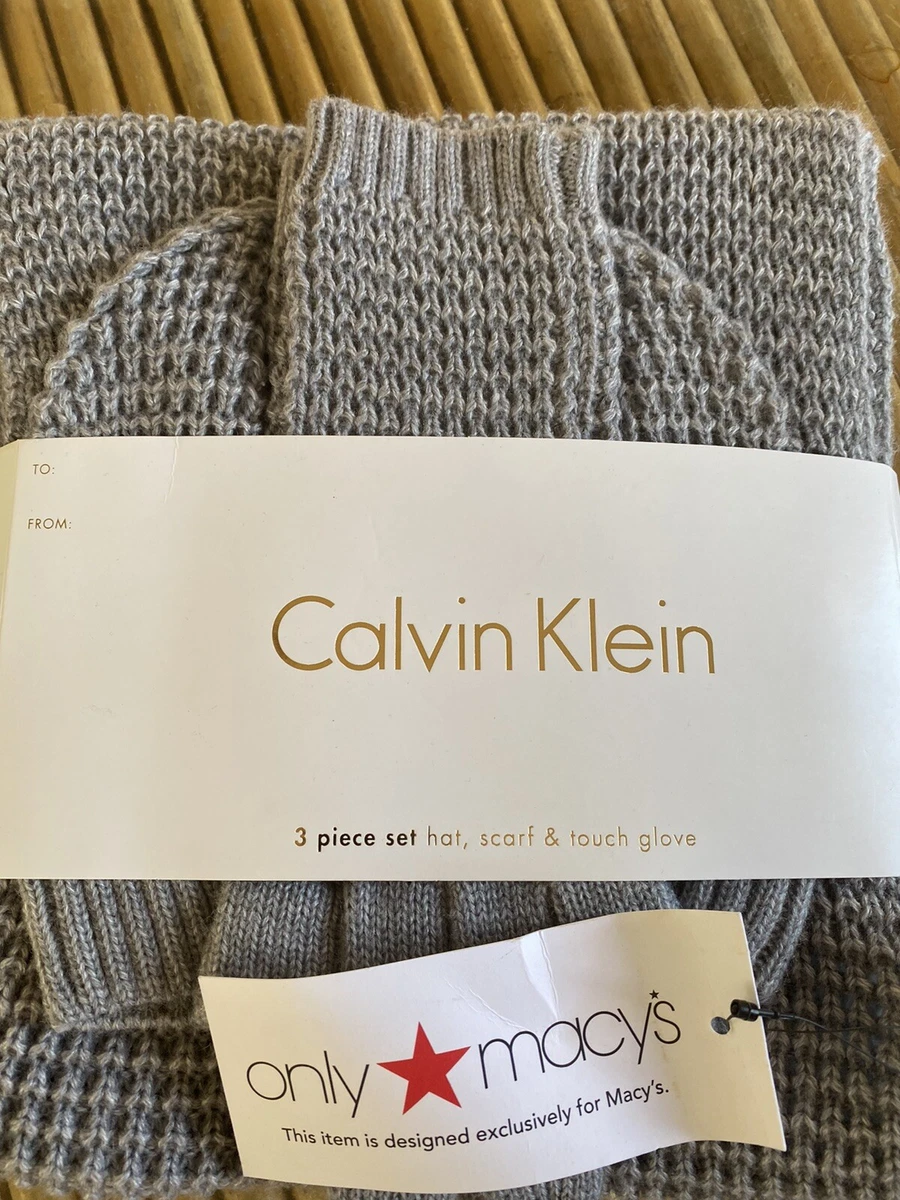 TO:
FROM:
Calvin Klein
3 piece set hat, scarf & touch glove
only macy's
This item is designed exclusively for Macy's.